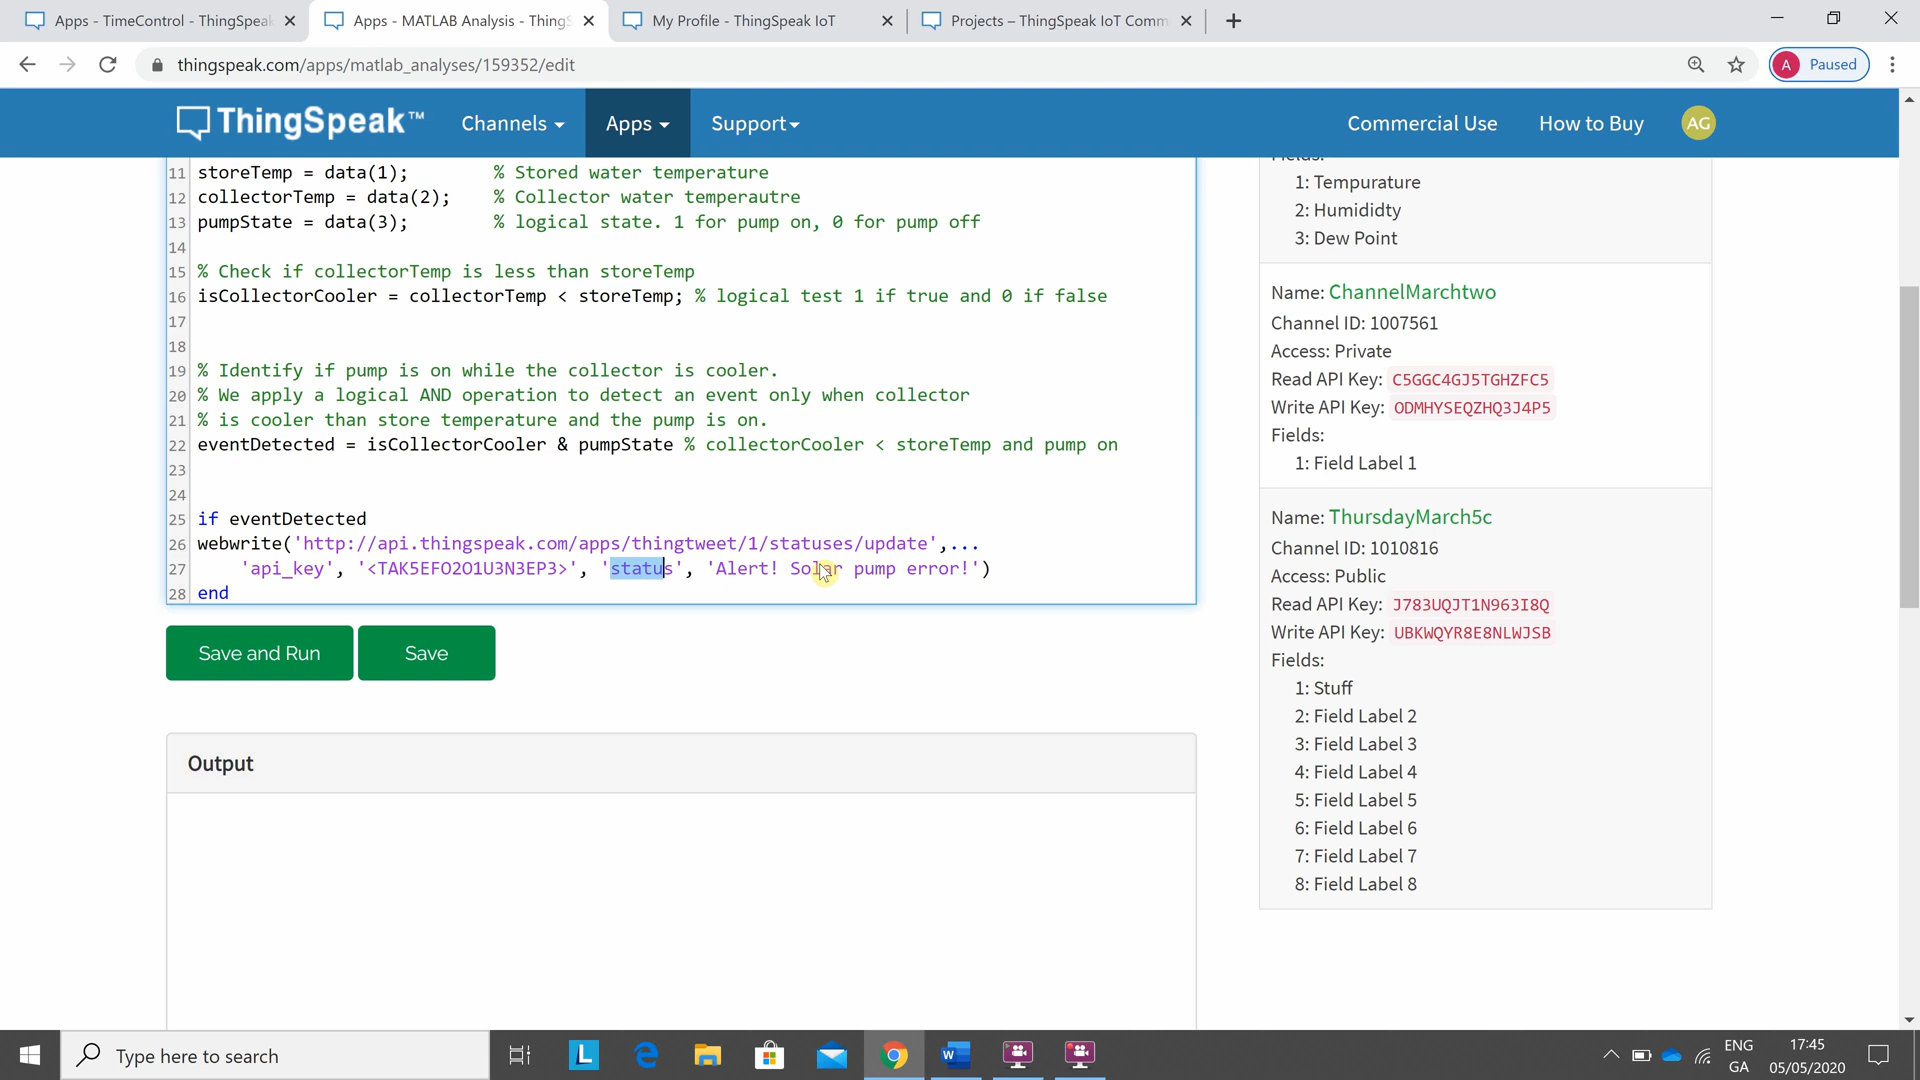 Apps - TimeControl - ThingSpeak
Apps - MATLAB Analysis - ThingS
My Profile - ThingSpeak IoT
Projects – ThingSpeak IoT Comm
thingspeak.com/apps/matlab_analyses/159352/edit
A Paused
ThingSpeak™
Channels
Apps
Support
Commercial Use
How to Buy
AG
11 storeTemp = data(1); % Stored water temperature
12 collectorTemp = data(2); % Collector water temperautre
13 pumpState = data(3); % logical state. 1 for pump on, 0 for pump off
14
15 % Check if collectorTemp is less than storeTemp
16 isCollectorCooler = collectorTemp < storeTemp; % logical test 1 if true and 0 if false
17
18
19 % Identify if pump is on while the collector is cooler.
20 % We apply a logical AND operation to detect an event only when collector
21 % is cooler than store temperature and the pump is on.
22 eventDetected = isCollectorCooler & pumpState % collectorCooler < storeTemp and pump on
23
24
25 if eventDetected
26 webwrite('http://api.thingspeak.com/apps/thingtweet/1/statuses/update',...
27 'api_key', '<TAK5EFO2O1U3N3EP3>', 'status', 'Alert! Solar pump error!')
28 end
Save and Run
Save
Output
Fields:
1: Tempurature
2: Humididty
3: Dew Point
Name: ChannelMarchtwo
Channel ID: 1007561
Access: Private
Read API Key: C5GGC4GJ5TGHZFC5
Write API Key: ODMHYSEQZHQ3J4P5
Fields:
1: Field Label 1
Name: ThursdayMarch5c
Channel ID: 1010816
Access: Public
Read API Key: J783UQJT1N963I8Q
Write API Key: UBKWQYR8E8NLWJSB
Fields:
1: Stuff
2: Field Label 2
3: Field Label 3
4: Field Label 4
5: Field Label 5
6: Field Label 6
7: Field Label 7
8: Field Label 8
Type here to search
L
W
ENG
GA
17:45
05/05/2020